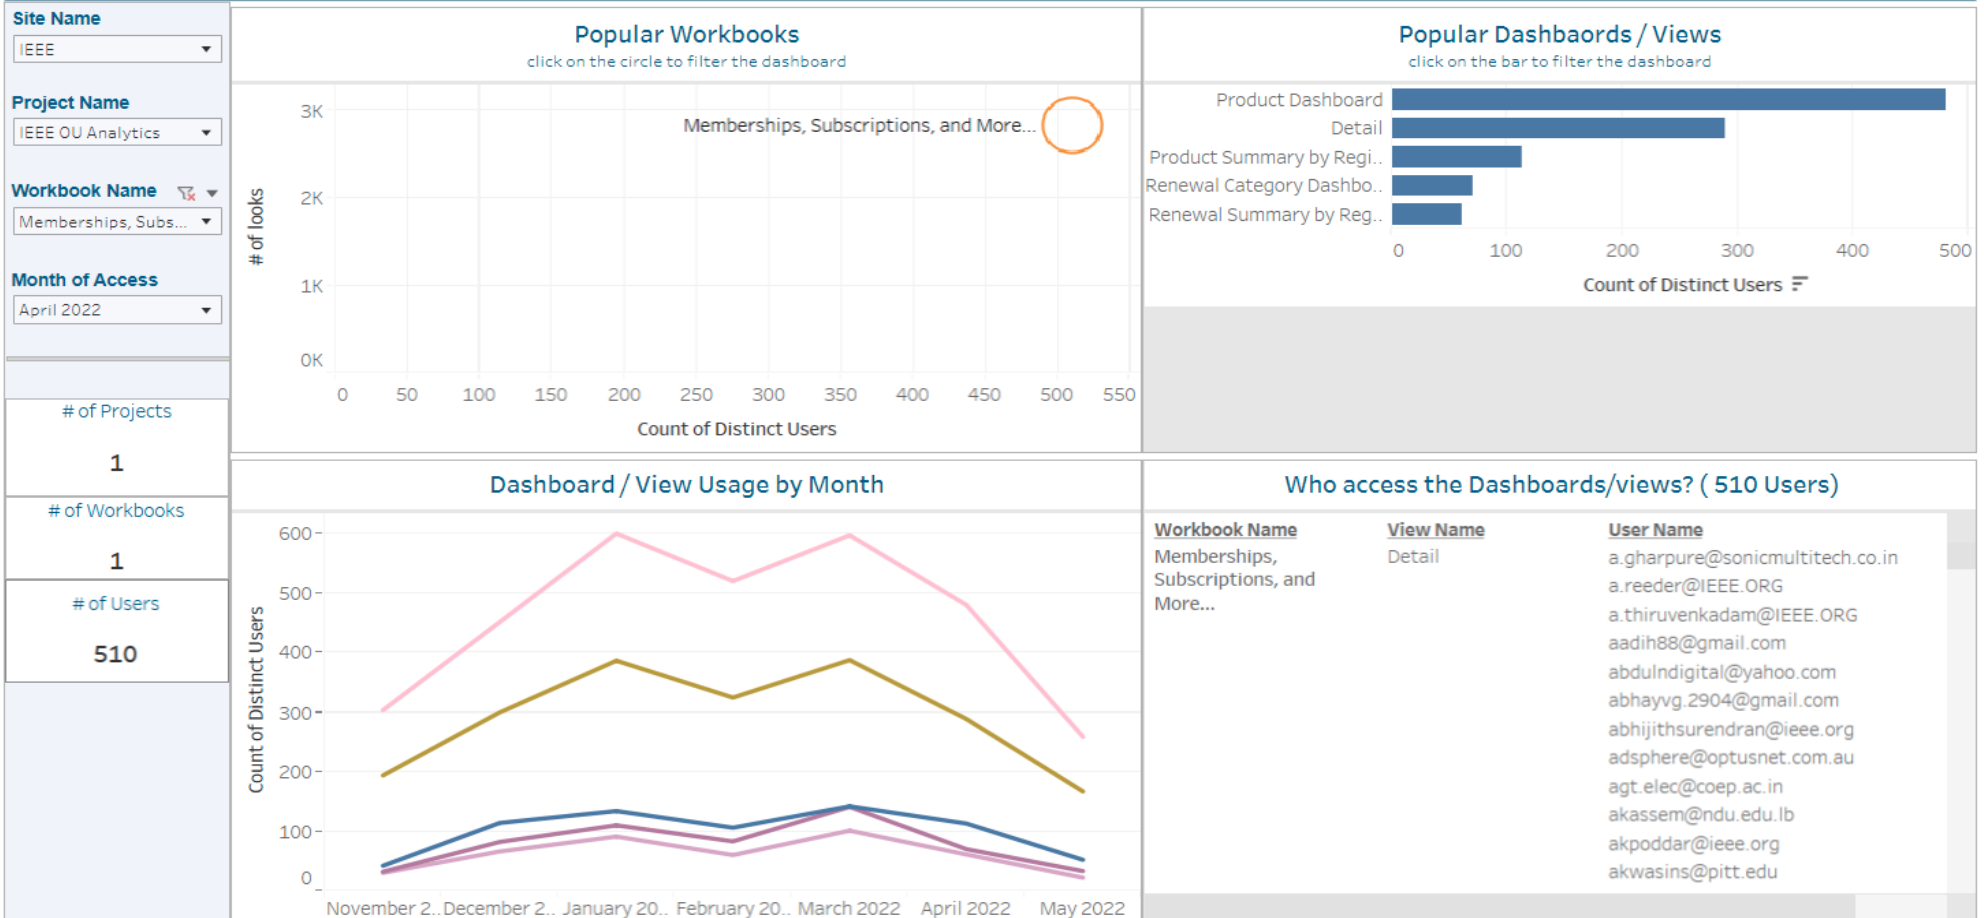 Site Name
IEEE
Project Name
IEEE OU Analytics
Workbook Name
Memberships, Subs...
Month of Access
April 2022
# of Projects
1
# of Workbooks
1
# of Users
510
Popular Workbooks
click on the circle to filter the dashboard
# of looks
3K
2K
1K
0K
Memberships, Subscriptions, and More...
0 50 100 150 200 250 300 350 400 450 500 550
Count of Distinct Users
Popular Dashbaords / Views
click on the bar to filter the dashboard
Product Dashboard
Detail
Product Summary by Regi..
Renewal Category Dashbo..
Renewal Summary by Reg..
0 100 200 300 400 500
Count of Distinct Users
Dashboard / View Usage by Month
Count of Distinct Users
600
500
400
300
200
100
0
November 2.. December 2.. January 20.. February 20.. March 2022 April 2022 May 2022
Who access the Dashboards/views? ( 510 Users)
Workbook Name View Name User Name
Memberships, Detail a.gharpure@sonicmultitech.co.in
Subscriptions, and a.reeder@IEEE.ORG
More... a.thiruvenkadam@IEEE.ORG
aadih88@gmail.com
abdulndigital@yahoo.com
abhayvg.2904@gmail.com
abhijithsurendran@ieee.org
adsphere@optusnet.com.au
agt.elec@coep.ac.in
akassem@ndu.edu.lb
akpoddar@ieee.org
akwasins@pitt.edu